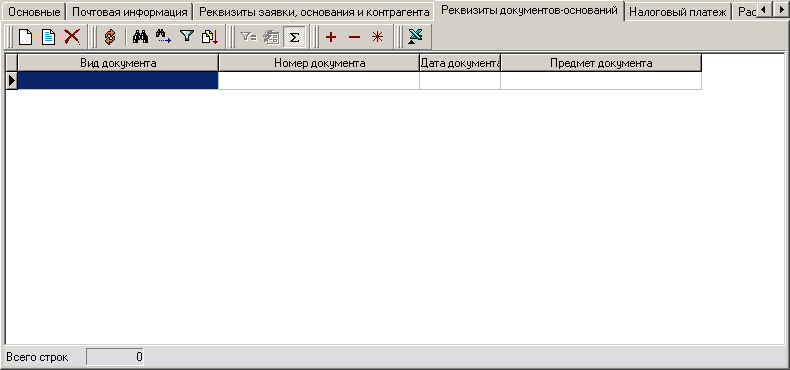 Основные Почтовая информация Реквизиты заявки, основания и контрагента Реквизиты документов-оснований Налоговый платеж Рас
Σ
Вид документа Номер документа Дата документа Предмет документа
Всего строк 0